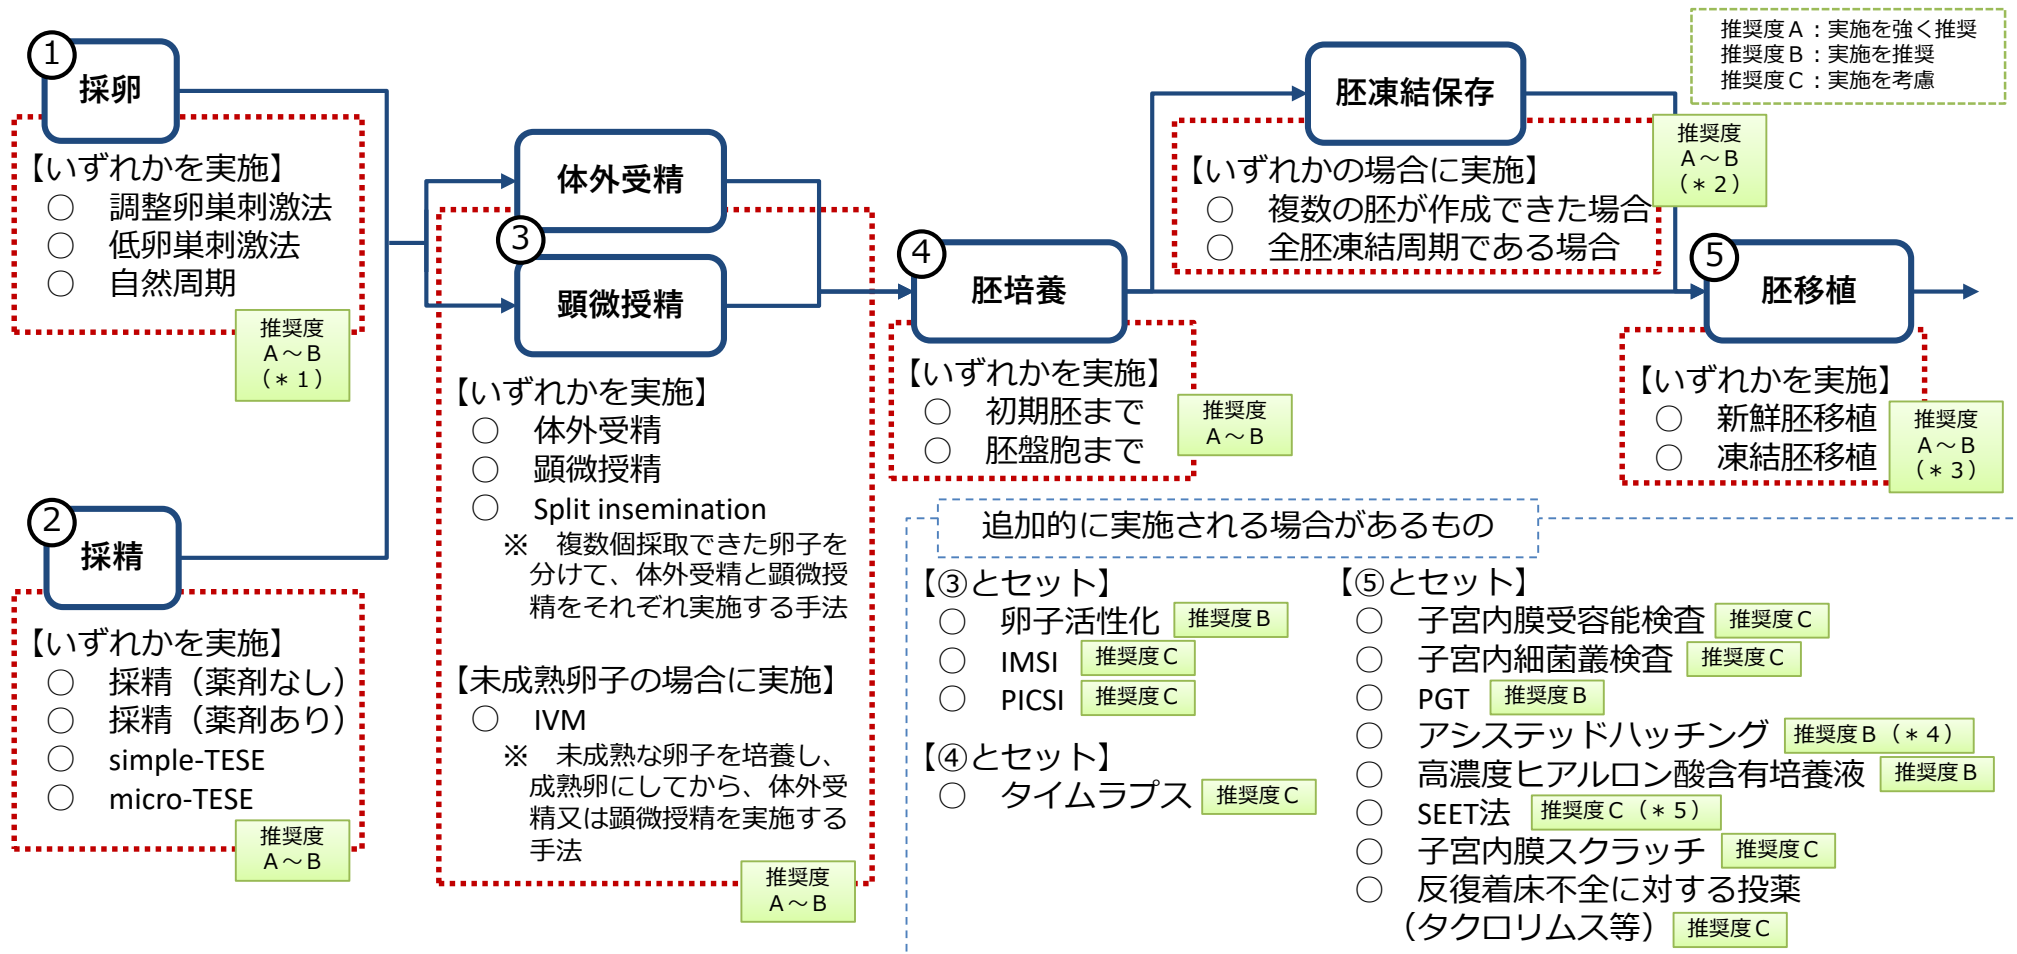 推奨度Ａ：実施を強く推奨
推奨度Ｂ：実施を推奨
推奨度Ｃ：実施を考慮
①
採卵
【いずれかを実施】
○ 調整卵巣刺激法
○ 低卵巣刺激法
○ 自然周期
推奨度
Ａ～Ｂ
（＊１）
②
採精
【いずれかを実施】
○ 採精（薬剤なし）
○ 採精（薬剤あり）
○ simple-TESE
○ micro-TESE
推奨度
Ａ～Ｂ
体外受精
③
顕微授精
【いずれかを実施】
○ 体外受精
○ 顕微授精
○ Split insemination
※ 複数個採取できた卵子を
分けて、体外受精と顕微授
精をそれぞれ実施する手法
【未成熟卵子の場合に実施】
○ IVM
※ 未成熟な卵子を培養し、
成熟卵にしてから、体外受
精又は顕微授精を実施する
手法
推奨度
Ａ～Ｂ
④
胚培養
【いずれかを実施】
○ 初期胚まで
○ 胚盤胞まで
推奨度
Ａ～Ｂ
胚凍結保存
【いずれかの場合に実施】
○ 複数の胚が作成できた場合
○ 全胚凍結周期である場合
推奨度
Ａ～Ｂ
（＊２）
⑤
胚移植
【いずれかを実施】
○ 新鮮胚移植
○ 凍結胚移植
推奨度
Ａ～Ｂ
（＊３）
追加的に実施される場合があるもの
【③とセット】
○ 卵子活性化 推奨度Ｂ
○ IMSI 推奨度Ｃ
○ PICSI 推奨度Ｃ
【④とセット】
○ タイムラプス 推奨度Ｃ
【⑤とセット】
○ 子宮内膜受容能検査 推奨度Ｃ
○ 子宮内細菌叢検査 推奨度Ｃ
○ PGT 推奨度Ｂ
○ アシステッドハッチング 推奨度Ｂ（＊４）
○ 高濃度ヒアルロン酸含有培養液 推奨度Ｂ
○ SEET法 推奨度Ｃ（＊５）
○ 子宮内膜スクラッチ 推奨度Ｃ
○ 反復着床不全に対する投薬
（タクロリムス等） 推奨度Ｃ